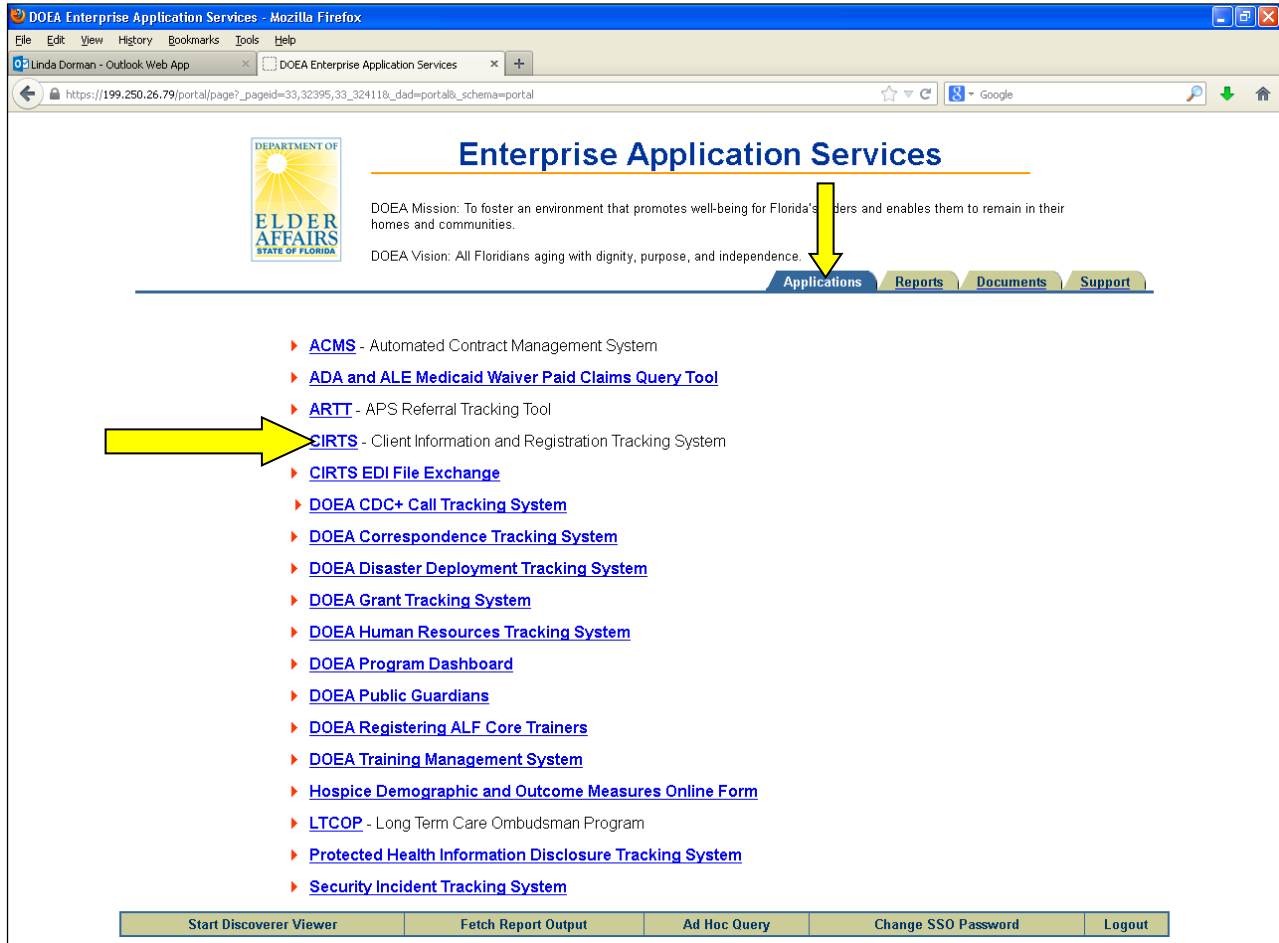 DOEA Enterprise Application Services - Mozilla Firefox
File Edit View History Bookmarks Tools Help
Linda Dorman - Outlook Web App DOEA Enterprise Application Services
https://199.250.26.79/portal/page?_pageid=33,32395,33_32411&_dad=portal&_schema=portal Google
DEPARTMENT OF
ELDER
AFFAIRS
STATE OF FLORIDA
Enterprise Application Services
DOEA Mission: To foster an environment that promotes well-being for Florida's ders and enables them to remain in their
homes and communities.
DOEA Vision: All Floridians aging with dignity, purpose, and independence.
Applications Reports Documents Support
ACMS - Automated Contract Management System
ADA and ALE Medicaid Waiver Paid Claims Query Tool
ARTT - APS Referral Tracking Tool
CIRTS - Client Information and Registration Tracking System
CIRTS EDI File Exchange
DOEA CDC+ Call Tracking System
DOEA Correspondence Tracking System
DOEA Disaster Deployment Tracking System
DOEA Grant Tracking System
DOEA Human Resources Tracking System
DOEA Program Dashboard
DOEA Public Guardians
DOEA Registering ALF Core Trainers
DOEA Training Management System
Hospice Demographic and Outcome Measures Online Form
LTCOP - Long Term Care Ombudsman Program
Protected Health Information Disclosure Tracking System
Security Incident Tracking System
Start Discoverer Viewer Fetch Report Output Ad Hoc Query Change SSO Password Logout